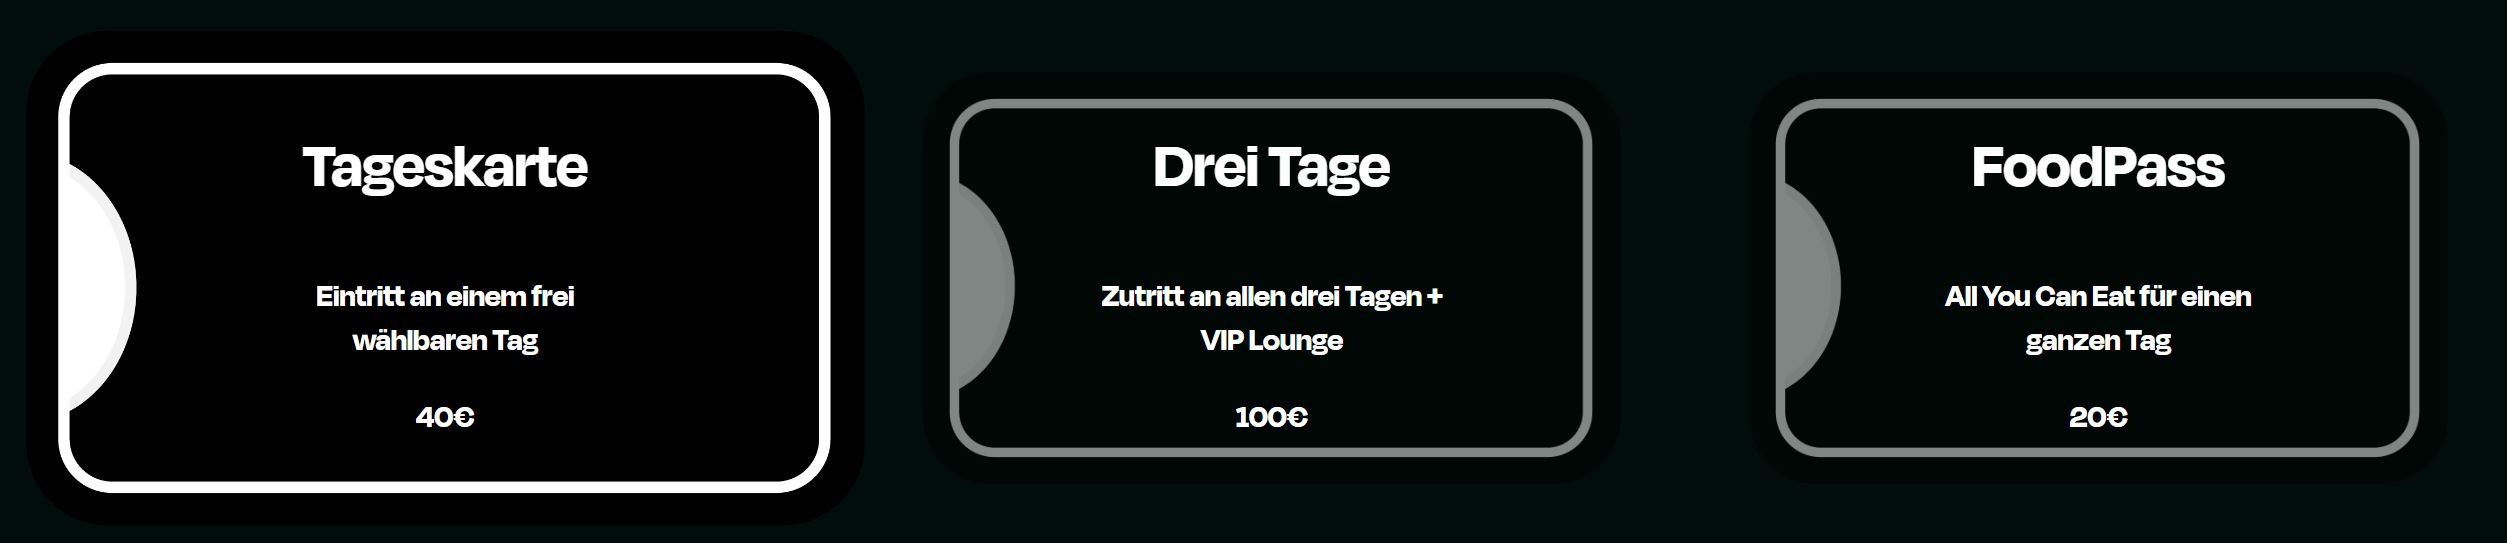 Tageskarte
Eintritt an einem frei
wählbaren Tag
40€
Drei Tage
Zutritt an allen drei Tagen +
VIP Lounge
100€
FoodPass
All You Can Eat für einen
ganzen Tag
20€